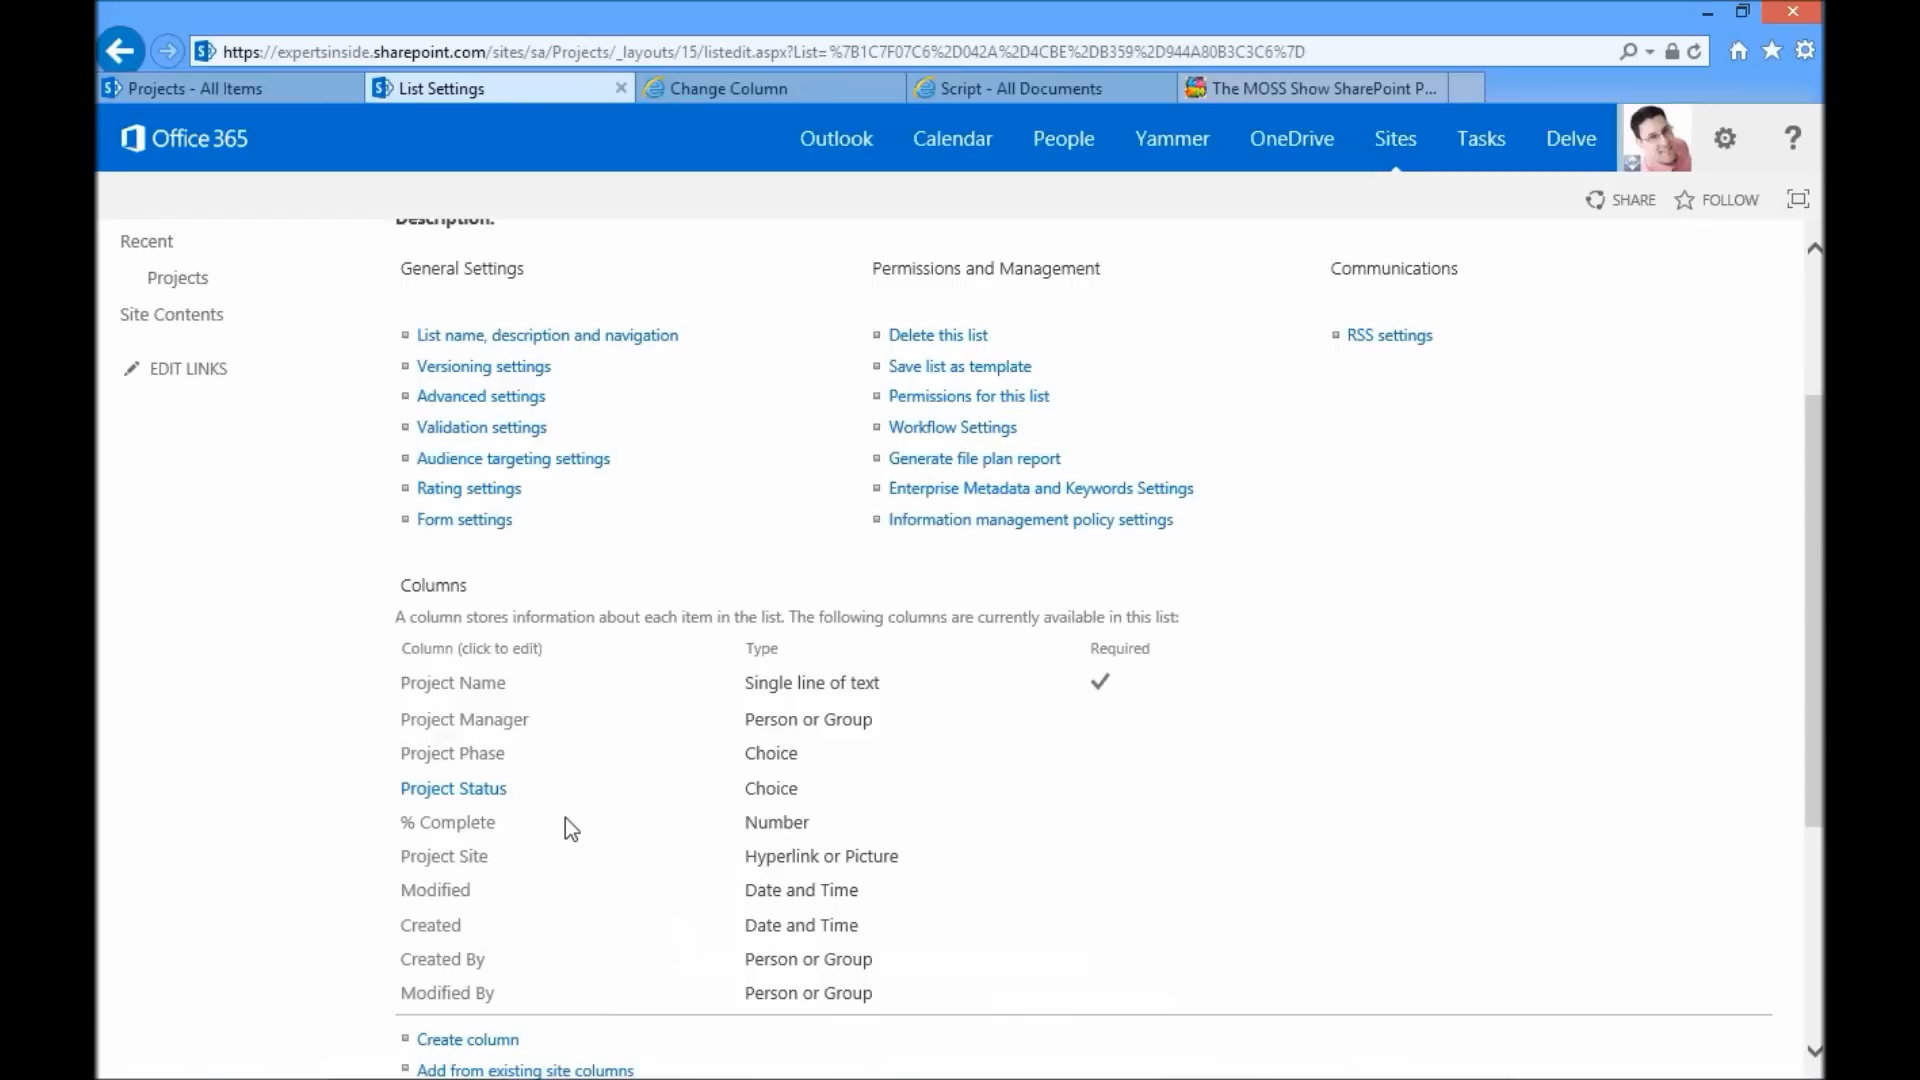 https://expertsinside.sharepoint.com/sites/sa/Projects/_layouts/15/listedit.aspx?List=%7B1C7F07C6%2D042A%2D4CBE%2DB359%2D944A80B3C3C6%7D
Projects - All Items
List Settings
Change Column
Script - All Documents
The MOSS Show SharePoint P...
Office 365
Outlook
Calendar
People
Yammer
OneDrive
Sites
Tasks
Delve
?
SHARE
FOLLOW
Description:
Recent
Projects
Site Contents
EDIT LINKS
General Settings
Permissions and Management
Communications
List name, description and navigation
Delete this list
RSS settings
Versioning settings
Save list as template
Advanced settings
Permissions for this list
Validation settings
Workflow Settings
Audience targeting settings
Generate file plan report
Rating settings
Enterprise Metadata and Keywords Settings
Form settings
Information management policy settings
Columns
A column stores information about each item in the list. The following columns are currently available in this list:
Column (click to edit) Type Required
Project Name Single line of text
Project Manager Person or Group
Project Phase Choice
Project Status Choice
% Complete Number
Project Site Hyperlink or Picture
Modified Date and Time
Created Date and Time
Created By Person or Group
Modified By Person or Group
Create column
Add from existing site columns